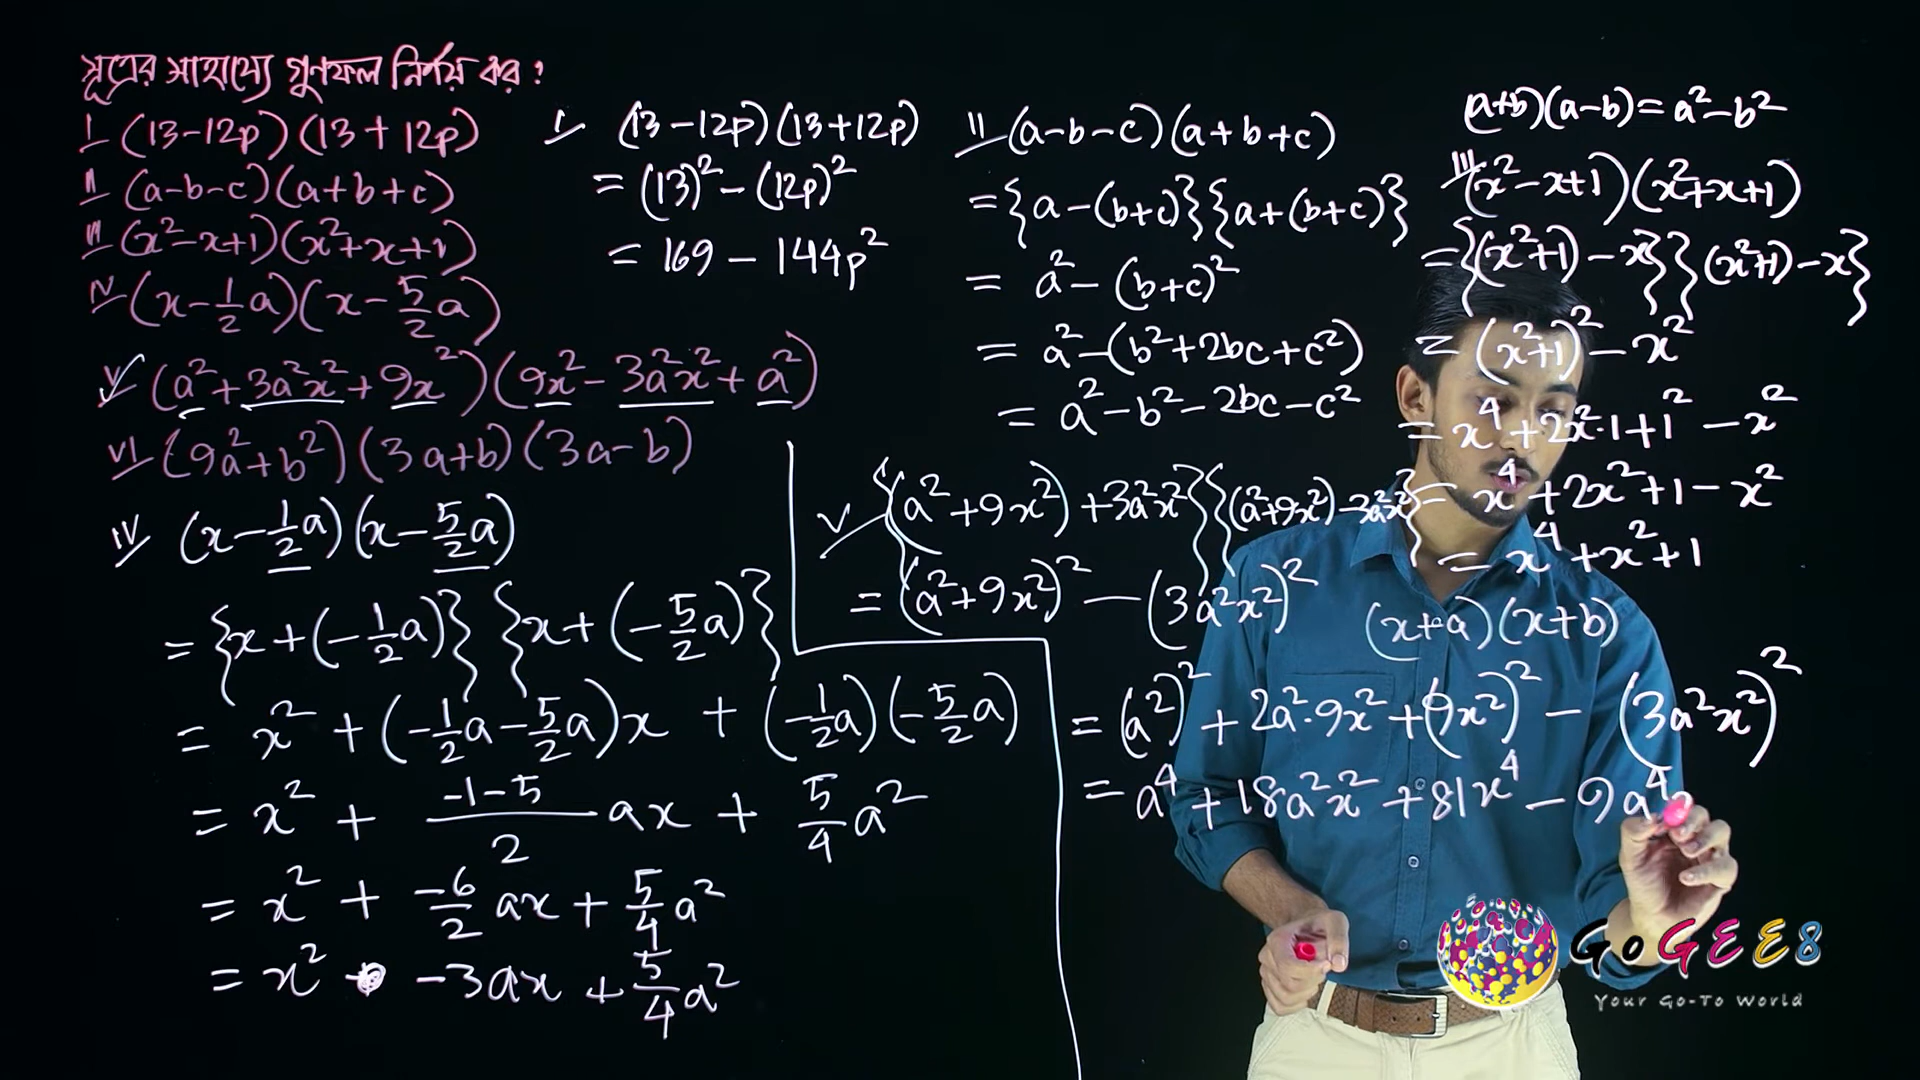 সূত্রের সাহায্যে গুণফল নির্ণয় কর :
I (13-12p)(13+12p)
II (a-b-c)(a+b+c)
III (x²-x+1)(x²+x+1)
IV (x-1/2a)(x-5/2a)
V (a²+3a²x²+9x²)(9x²-3a²x²+a²)
VI (9a²+b²)(3a+b)(3a-b)
IV (x-1/2a)(x-5/2a)
={x+(-1/2a)}{x+(-5/2a)}
= x²+(-1/2a-5/2a)x + (-1/2a)(-5/2a)
= x² + -1-5/2 ax + 5/4a²
= x² + -6/2 ax + 5/4a²
= x² -3ax + 5/4a²
I (13-12p)(13+12p)
= (13)²-(12p)²
= 169 - 144p²
II (a-b-c)(a+b+c)
={a-(b+c)}{a+(b+c)}
= a²-(b+c)²
= a²-(b²+2bc+c²)
= a²-b²-2bc-c²
(a+b)(a-b)=a²-b²
III (x²-x+1)(x²+x+1)
={(x²+1)-x}{(x²+1)-x}
= (x²+1)²-x²
= x⁴+2x².1+1²-x²
= x⁴+2x²+1-x²
= x⁴+x²+1
(x+a)(x+b)
V {(a²+9x²)+3a²x²}{(a²+9x²)-3a²x²}
= (a²+9x²)²-(3a²x²)²
= (a²)²+2a².9x²+(9x²)²-(3a²x²)²
= a⁴+18a²x²+81x⁴-9a⁴
GoGEE8
Your Go-To World